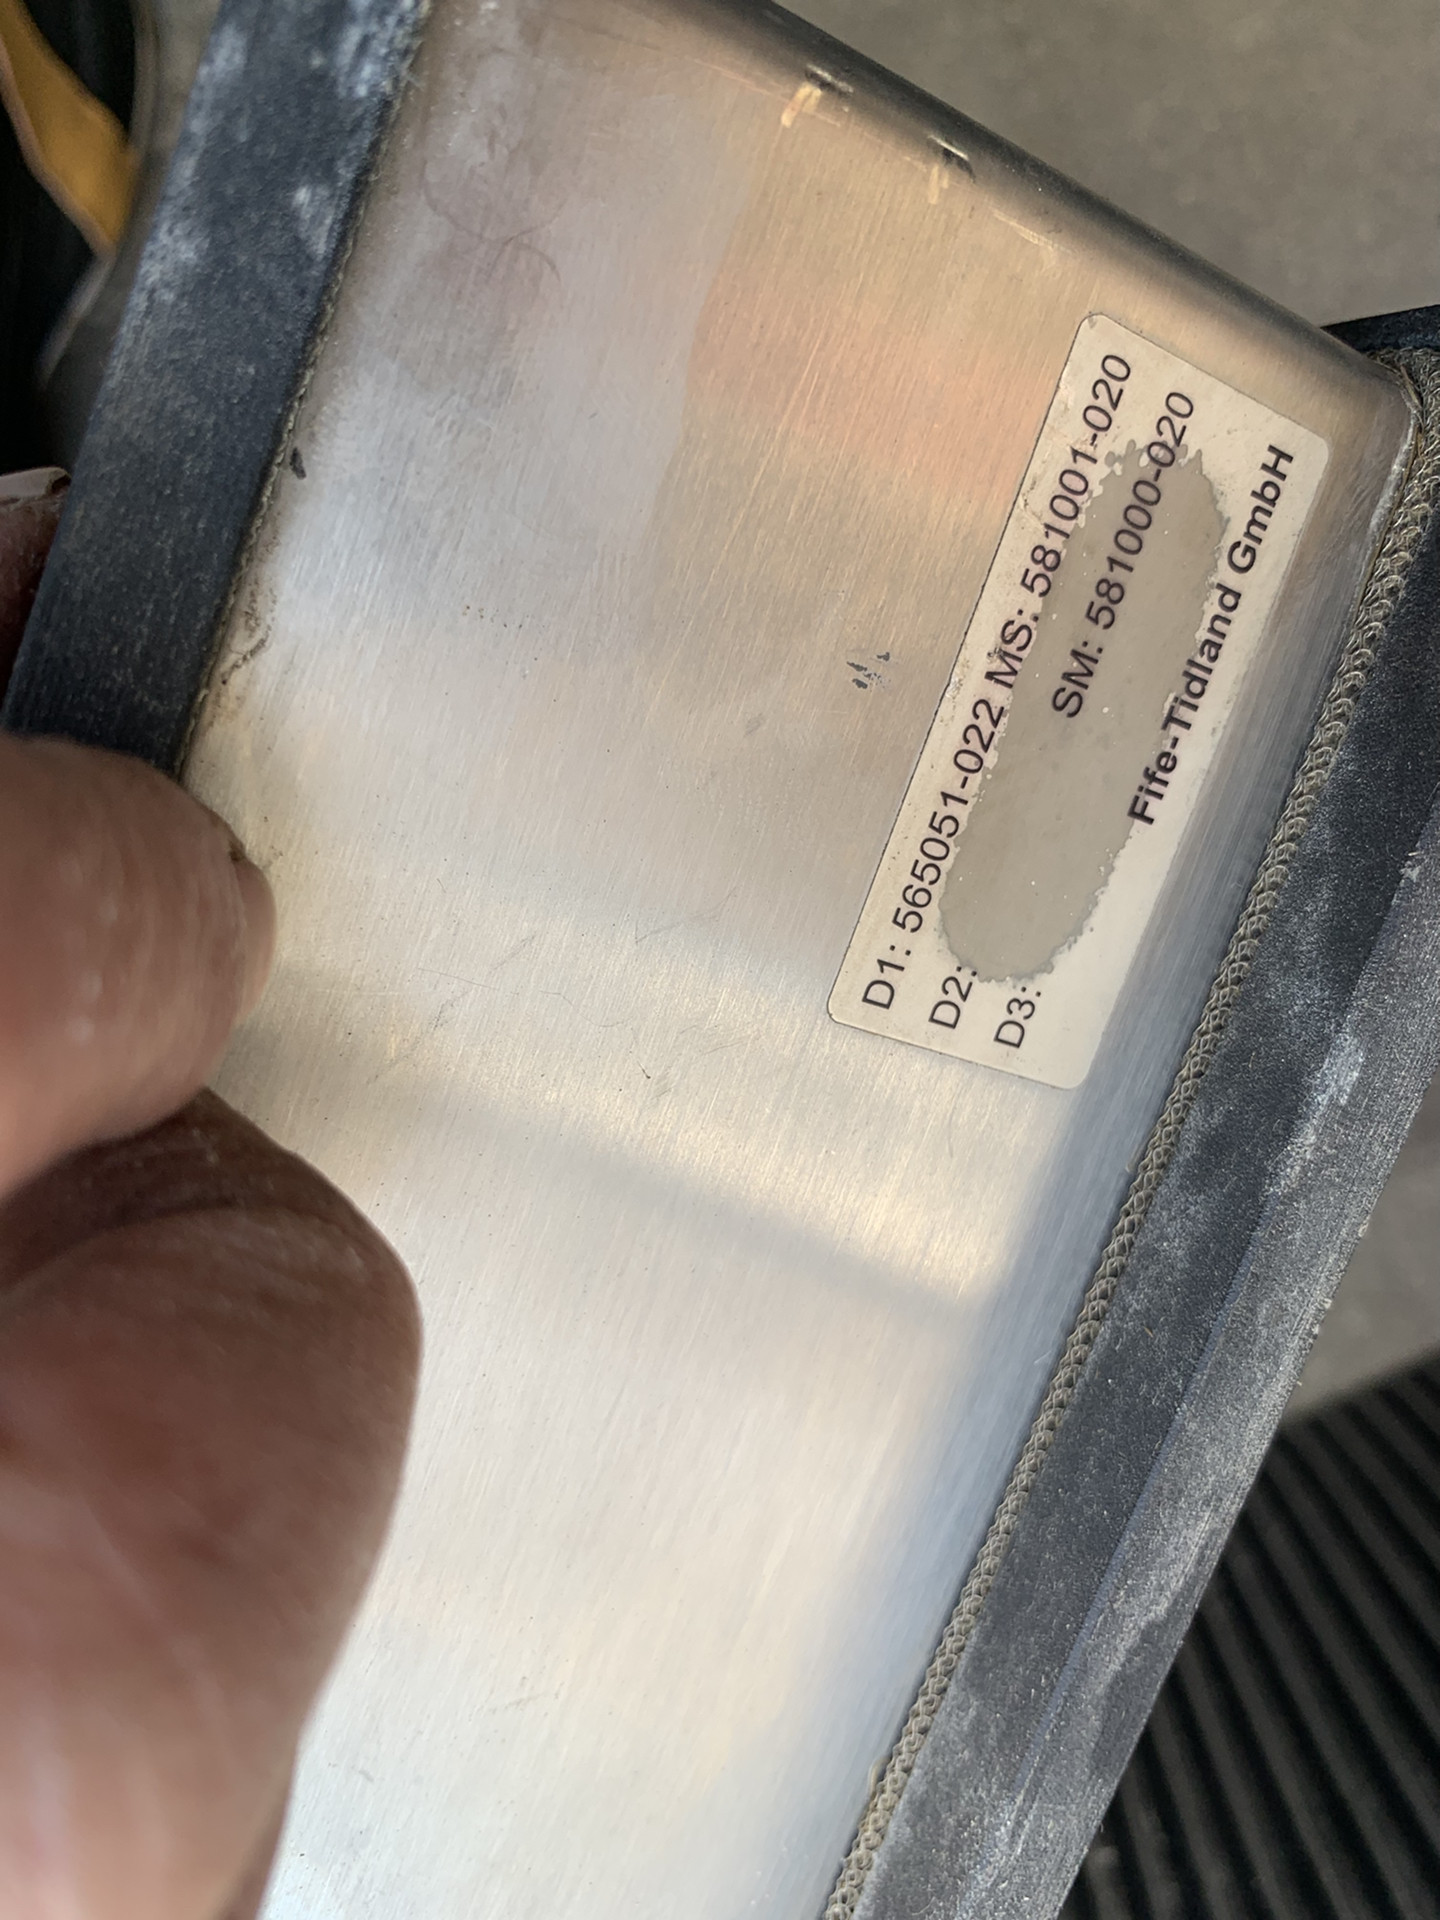 D1: 565051-022 MS: 581001-020
D2: SM: 581000-020
D3:
Fife-Tidland GmbH